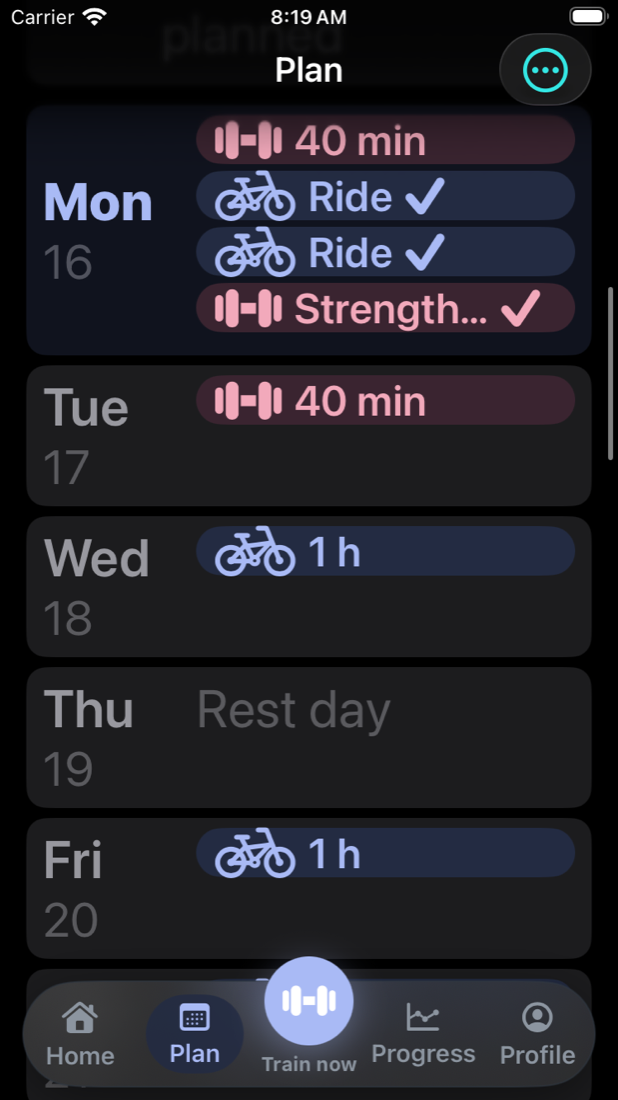 Carrier 8:19 AM
planned
Plan
Mon
16
40 min
Ride
Ride
Strength...
Tue
17
40 min
Wed
18
1 h
Thu
19
Rest day
Fri
20
1 h
Home
Plan
Train now
Progress
Profile